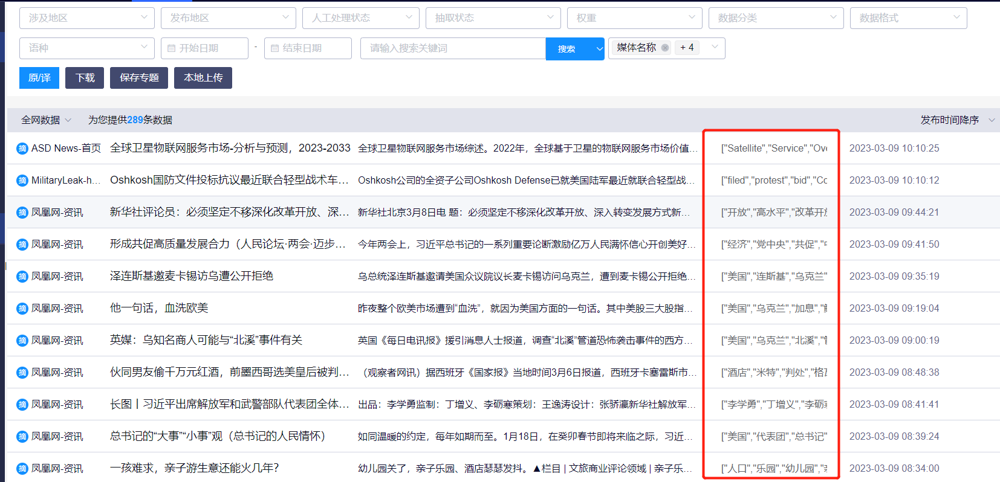 涉及地区 发布地区 人工处理状态 抽取状态 权重 数据分类 数据格式
语种 开始日期 - 结束日期 请输入搜索关键词 搜索 媒体名称 + 4
原/译 下载 保存专题 本地上传
全网数据 为您提供289条数据 发布时间降序
摘 ASD News-首页 全球卫星物联网服务市场-分析与预测，2023-2033 全球卫星物联网服务市场综述。2022年，全球基于卫星的物联网服务市场价值… ["Satellite","Service","Ove 2023-03-09 10:10:25
摘 MilitaryLeak-h… Oshkosh国防文件投标抗议最近联合轻型战术车… Oshkosh公司的全资子公司Oshkosh Defense已就美国陆军最近就联合轻型战… ["filed","protest","bid","Co 2023-03-09 10:10:12
摘 凤凰网-资讯 新华社评论员：必须坚定不移深化改革开放、深… 新华社北京3月8日电 题：必须坚定不移深化改革开放、深入转变发展方式新… ["开放","高水平","改革开放 2023-03-09 09:44:21
摘 凤凰网-资讯 形成共促高质量发展合力（人民论坛·两会·迈步… 今年两会上，习近平总书记的一系列重要论断激励亿万人民满怀信心开创美好… ["经济","党中央","共促"," 2023-03-09 09:41:50
摘 凤凰网-资讯 泽连斯基邀麦卡锡访乌遭公开拒绝 乌总统泽连斯基邀请美国众议院议长麦卡锡访问乌克兰，遭到麦卡锡公开拒绝… ["美国","连斯基","乌克兰" 2023-03-09 09:35:19
摘 凤凰网-资讯 他一句话，血洗欧美 昨夜整个欧美市场遭到“血洗”，就因为美国方面的一句话。其中美股三大股指… ["美国","乌克兰","加息"," 2023-03-09 09:19:04
摘 凤凰网-资讯 英媒：乌知名商人可能与“北溪”事件有关 英国《每日电讯报》援引消息人士报道，调查“北溪”管道恐怖袭击事件的西方… ["美国","乌克兰","北溪"," 2023-03-09 09:00:19
摘 凤凰网-资讯 伙同男友偷千万元红酒，前墨西哥选美皇后被判… （观察者网讯）据西班牙《国家报》当地时间3月6日报道，西班牙卡塞雷斯市… ["酒店","米特","判处","格 2023-03-09 08:48:38
摘 凤凰网-资讯 长图丨习近平出席解放军和武警部队代表团全体… 出品：李学勇监制：丁增义、李砺寒策划：王逸涛设计：张骄瀛新华社解放军… ["李学勇","丁增义","李砺寒 2023-03-09 08:41:41
摘 凤凰网-资讯 总书记的“大事”“小事”观（总书记的人民情怀） 如同温暖的约定，每年如期而至。1月18日，在癸卯春节即将来临之际，习近… ["美国","代表团","总书记" 2023-03-09 08:39:24
摘 凤凰网-资讯 一孩难求，亲子游生意还能火几年？ 幼儿园关了，亲子乐园、酒店瑟瑟发抖。▲栏目 | 文旅商业评论领域 | 亲子乐… ["人口","乐园","幼儿园"," 2023-03-09 08:34:00